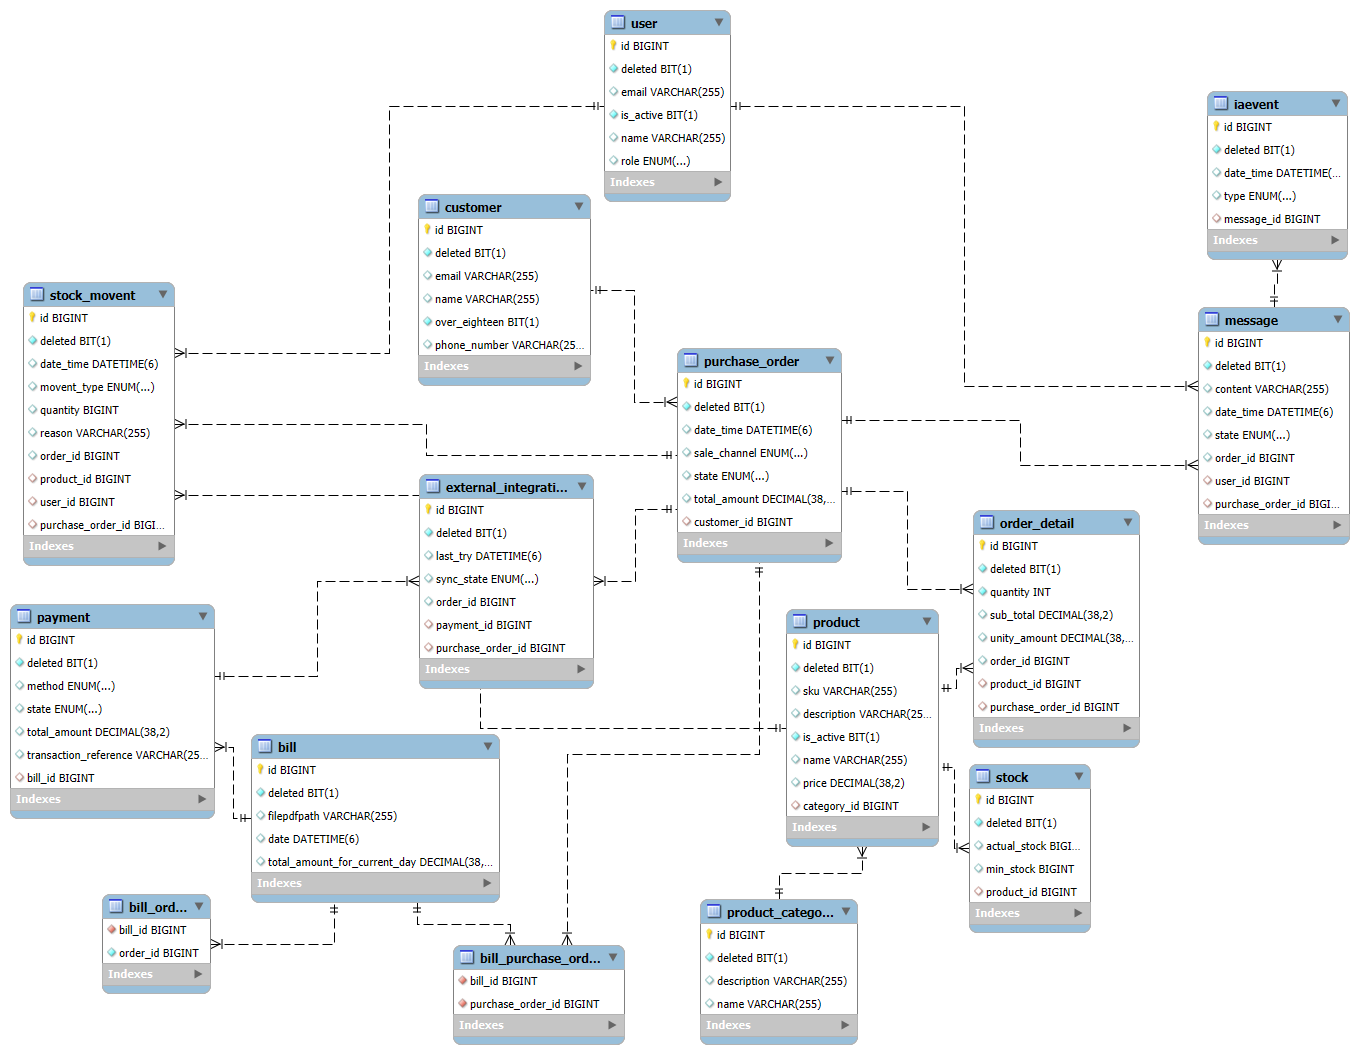 user
id BIGINT
deleted BIT(1)
email VARCHAR(255)
is_active BIT(1)
name VARCHAR(255)
role ENUM(...)
Indexes
iaevent
id BIGINT
deleted BIT(1)
date_time DATETIME(...
type ENUM(...)
message_id BIGINT
Indexes
customer
id BIGINT
deleted BIT(1)
email VARCHAR(255)
name VARCHAR(255)
over_eighteen BIT(1)
phone_number VARCHAR(25...
Indexes
stock_movent
id BIGINT
deleted BIT(1)
date_time DATETIME(6)
movent_type ENUM(...)
quantity BIGINT
reason VARCHAR(255)
order_id BIGINT
product_id BIGINT
user_id BIGINT
purchase_order_id BIGI...
Indexes
message
id BIGINT
deleted BIT(1)
content VARCHAR(255)
date_time DATETIME(6)
state ENUM(...)
order_id BIGINT
user_id BIGINT
purchase_order_id BIGI...
Indexes
purchase_order
id BIGINT
deleted BIT(1)
date_time DATETIME(6)
sale_channel ENUM(...)
state ENUM(...)
total_amount DECIMAL(38,...
customer_id BIGINT
Indexes
external_integrati...
id BIGINT
deleted BIT(1)
last_try DATETIME(6)
sync_state ENUM(...)
order_id BIGINT
payment_id BIGINT
purchase_order_id BIGINT
Indexes
order_detail
id BIGINT
deleted BIT(1)
quantity INT
sub_total DECIMAL(38,2)
unity_amount DECIMAL(38,...
order_id BIGINT
product_id BIGINT
purchase_order_id BIGINT
Indexes
payment
id BIGINT
deleted BIT(1)
method ENUM(...)
state ENUM(...)
total_amount DECIMAL(38,2)
transaction_reference VARCHAR(25...
bill_id BIGINT
Indexes
product
id BIGINT
deleted BIT(1)
sku VARCHAR(255)
description VARCHAR(25...
is_active BIT(1)
name VARCHAR(255)
price DECIMAL(38,2)
category_id BIGINT
Indexes
bill
id BIGINT
deleted BIT(1)
filepdfpath VARCHAR(255)
date DATETIME(6)
total_amount_for_current_day DECIMAL(38,...
Indexes
stock
id BIGINT
deleted BIT(1)
actual_stock BIGI...
min_stock BIGINT
product_id BIGINT
Indexes
bill_ord...
bill_id BIGINT
order_id BIGINT
Indexes
bill_purchase_ord...
bill_id BIGINT
purchase_order_id BIGINT
Indexes
product_catego...
id BIGINT
deleted BIT(1)
description VARCHAR(255)
name VARCHAR(255)
Indexes